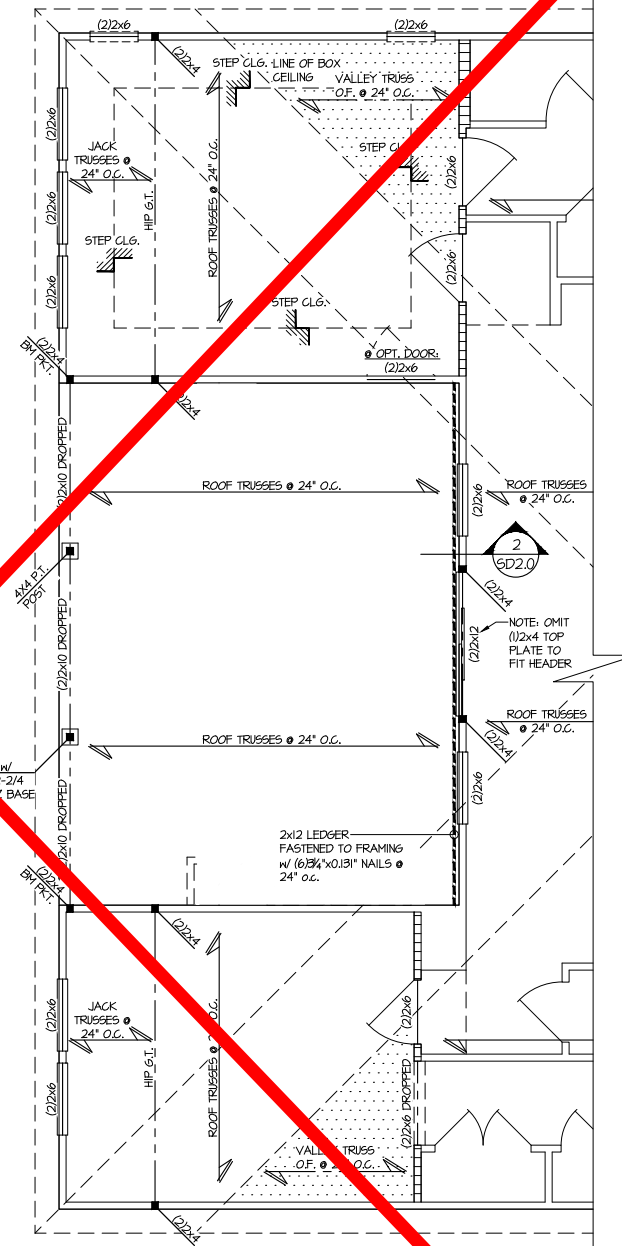 (2)2x6
(2)2x6
(2)2x4
STEP CLG.
LINE OF BOX
CEILING
VALLEY TRUSS
O.F. @ 24" O.C.
(2)2x6
JACK
TRUSSES @
24" O.C.
STEP
(2)2x6
(2)2x6
HIP G.T.
ROOF TRUSSES @ 24" O.C.
STEP CLG.
(2)2x6
(2)2x6
STEP CLG.
(2)2x4
BM PKT.
@ OPT. DOOR:
(2)2x6
(2)2x4
(2)2x10 DROPPED
ROOF TRUSSES @ 24" O.C.
(2)2x6
ROOF TRUSSES
@ 24" O.C.
2
SD2.0
4X4 P.T.
POST
(2)2x4
(2)2x10 DROPPED
(2)2x12
NOTE: OMIT
(1)2x4 TOP
PLATE TO
FIT HEADER
ROOF TRUSSES @ 24" O.C.
ROOF TRUSSES
@ 24" O.C.
(2)2x4
W/
-2/4
BASE
(2)2x10 DROPPED
(2)2x6
2x12 LEDGER
FASTENED TO FRAMING
W/ (6)3¼"x0.131" NAILS @
24" O.C.
(2)2x4
BM PKT.
(2)2x4
(2)2x6
JACK
TRUSSES @
24" O.C.
HIP G.T.
ROOF TRUSSES O.C.
(2)2x6
(2)2x6
(2)2x6 DROPPED
TRUSS
O.F. @ O.C.
(2)2x4